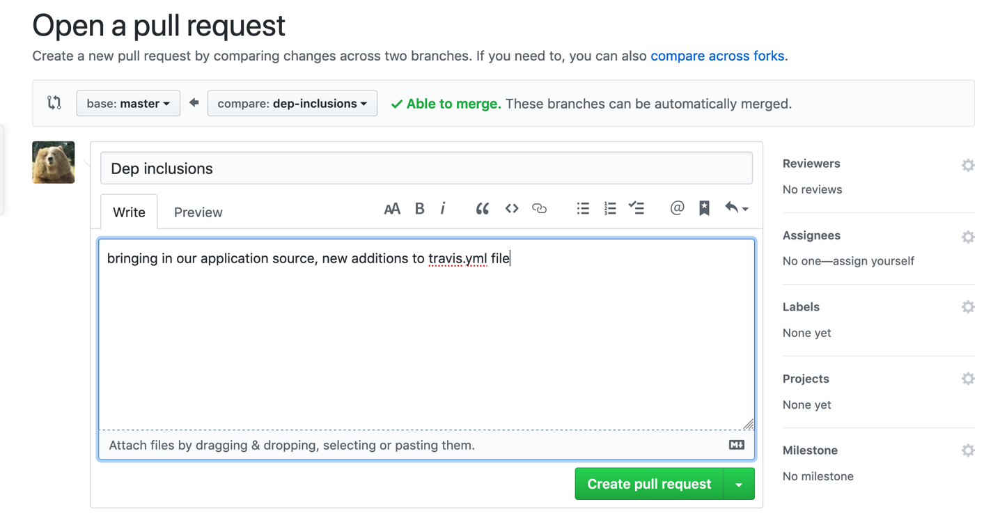 Open a pull request
Create a new pull request by comparing changes across two branches. If you need to, you can also compare across forks.
base: master compare: dep-inclusions Able to merge. These branches can be automatically merged.
Dep inclusions
Write Preview
bringing in our application source, new additions to travis.yml file
Attach files by dragging & dropping, selecting or pasting them.
Create pull request
Reviewers
No reviews
Assignees
No one—assign yourself
Labels
None yet
Projects
None yet
Milestone
No milestone